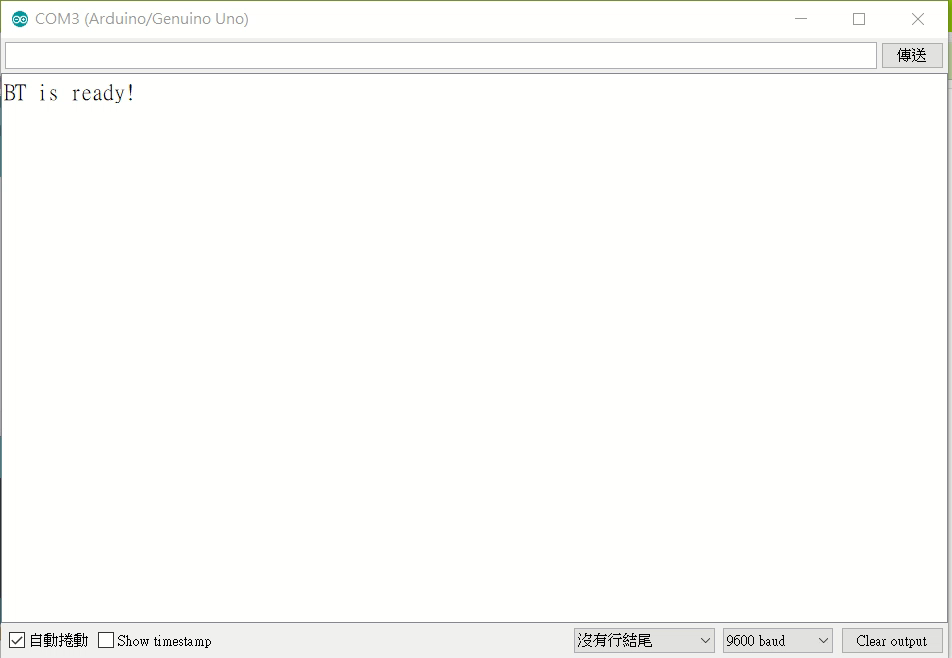 COM3 (Arduino/Genuino Uno)
傳送
BT is ready!
自動捲動 Show timestamp 沒有行結尾 9600 baud Clear output